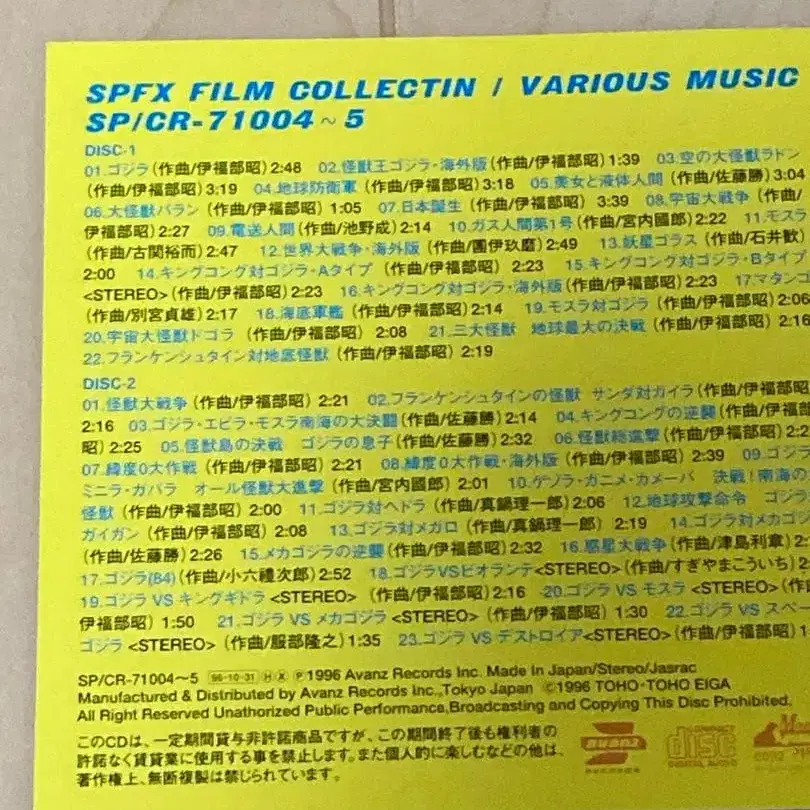 SPFX FILM COLLECTIN / VARIOUS MUSIC
SP/CR-71004～5
DISC-1
01.ゴジラ(作曲/伊福部昭)2:48 02.怪獣王ゴジラ・海外版(作曲/伊福部昭)1:39 03.空の大怪獣ラドン
(作曲/伊福部昭)3:19 04.地球防衛軍 (作曲/伊福部昭)3:18 05.美女と液体人間 (作曲/佐藤勝)3:04
06.大怪獣バラン (作曲/伊福部昭) 1:05 07.日本誕生 (作曲/伊福部昭) 3:39 08.宇宙大戦争 (作曲/
伊福部昭)2:27 09.電送人間(作曲/池野成)2:14 10.ガス人間第1号(作曲/宮内國郎)2:22 11.モスラ
(作曲/古関裕而)2:47 12.世界大戦争・海外版(作曲/團伊玖磨)2:49 13.妖星ゴラス(作曲/石井歓)
2:00 14.キングコング対ゴジラ・Aタイプ (作曲/伊福部昭) 2:23 15.キングコング対ゴジラ・Bタイプ
<STEREO>(作曲/伊福部昭)2:23 16.キングコング対ゴジラ・海外版(作曲/伊福部昭)2:23 17.マタンゴ
(作曲/別宮貞雄)2:17 18.海底軍艦 (作曲/伊福部昭)2:14 19.モスラ対ゴジラ(作曲/伊福部昭)2:06
20.宇宙大怪獣ドゴラ (作曲/伊福部昭) 2:08 21.三大怪獣 地球最大の決戦(作曲/伊福部昭)2:16
22.フランケンシュタイン対地底怪獣 (作曲/伊福部昭)2:19
DISC-2
01.怪獣大戦争(作曲/伊福部昭) 2:21 02.フランケンシュタインの怪獣 サンダ対ガイラ(作曲/伊福部昭)
2:16 03.ゴジラ・エビラ・モスラ南海の大決闘(作曲/佐藤勝)2:14 04.キングコングの逆襲(作曲/伊福部
昭)2:25 05.怪獣島の決戦 ゴジラの息子(作曲/佐藤勝)2:32 06.怪獣総進撃(作曲/伊福部昭)2:2
07.緯度0大作戦 (作曲/伊福部昭) 2:21 08.緯度0大作戦・海外版 (作曲/伊福部昭) 2:39 09.ゴジラ
ミニラ・ガバラ オール怪獣大進撃(作曲/宮内國郎)2:01 10.ゲゾラ・ガニメ・カメーバ 決戦!南海の
怪獣 (作曲/伊福部昭) 2:00 11.ゴジラ対ヘドラ (作曲/真鍋理一郎)2:06 12.地球攻撃命令 ゴジラ
ガイガン (作曲/伊福部昭) 2:08 13.ゴジラ対メガロ(作曲/真鍋理一郎) 2:19 14.ゴジラ対メカゴジ
(作曲/佐藤勝)2:26 15.メカゴジラの逆襲(作曲/伊福部昭)2:32 16.惑星大戦争(作曲/津島利章)2:
17.ゴジラ(84)(作曲/小六禮次郎)2:52 18.ゴジラVSビオランテ<STEREO>(作曲/すぎやまこういち)2:
19.ゴジラ VS キングギドラ <STEREO> (作曲/伊福部昭) 2:16 20.ゴジラ VS モスラ <STEREO> (作
伊福部昭) 1:50 21.ゴジラ VS メカゴジラ <STEREO> (作曲/伊福部昭) 1:30 22.ゴジラ VS スペー
ゴジラ <STEREO> (作曲/服部隆之)1:35 23.ゴジラ VS デストロイア<STEREO>(作曲/伊福部昭)1:
SP/CR-71004～5 96・10・31 Ⓗ Ⓧ Ⓟ1996 Avanz Records Inc. Made In Japan/Stereo/Jasrac
Manufactured & Distributed by Avanz Records Inc.,Tokyo Japan ©1996 TOHO・TOHO EIGA
All Right Reserved Unathorized Public Performance,Broadcasting and Copying This Disc Prohibited.
このCDは、一定期間貸与非許諾商品ですが、この期間終了後も権利者の
許諾なく賃貸業に使用する事を禁止します。また個人的に楽しむなどの他は、
著作権上、無断複製は禁じられています。
avanz
COMPACT disc DIGITAL AUDIO